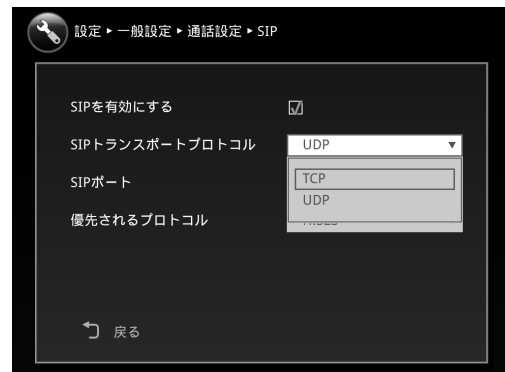 設定 ▸ 一般設定 ▸ 通話設定 ▸ SIP
SIPを有効にする
SIPトランスポートプロトコル UDP
SIPポート
TCP
UDP
優先されるプロトコル
戻る